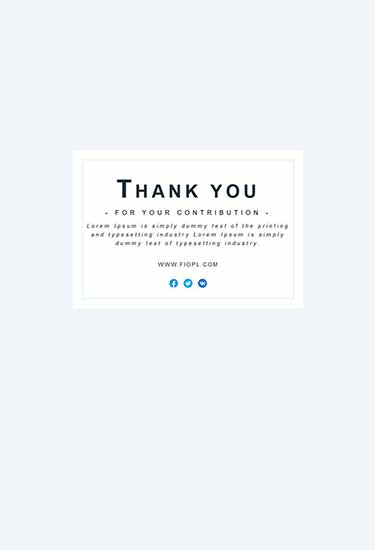 THANK YOU
- FOR YOUR CONTRIBUTION -
Lorem Ipsum is simply dummy text of the printing
and typesetting industry Lorem Ipsum is simply
dummy text of typesetting industry.
WWW.FIOPL.COM